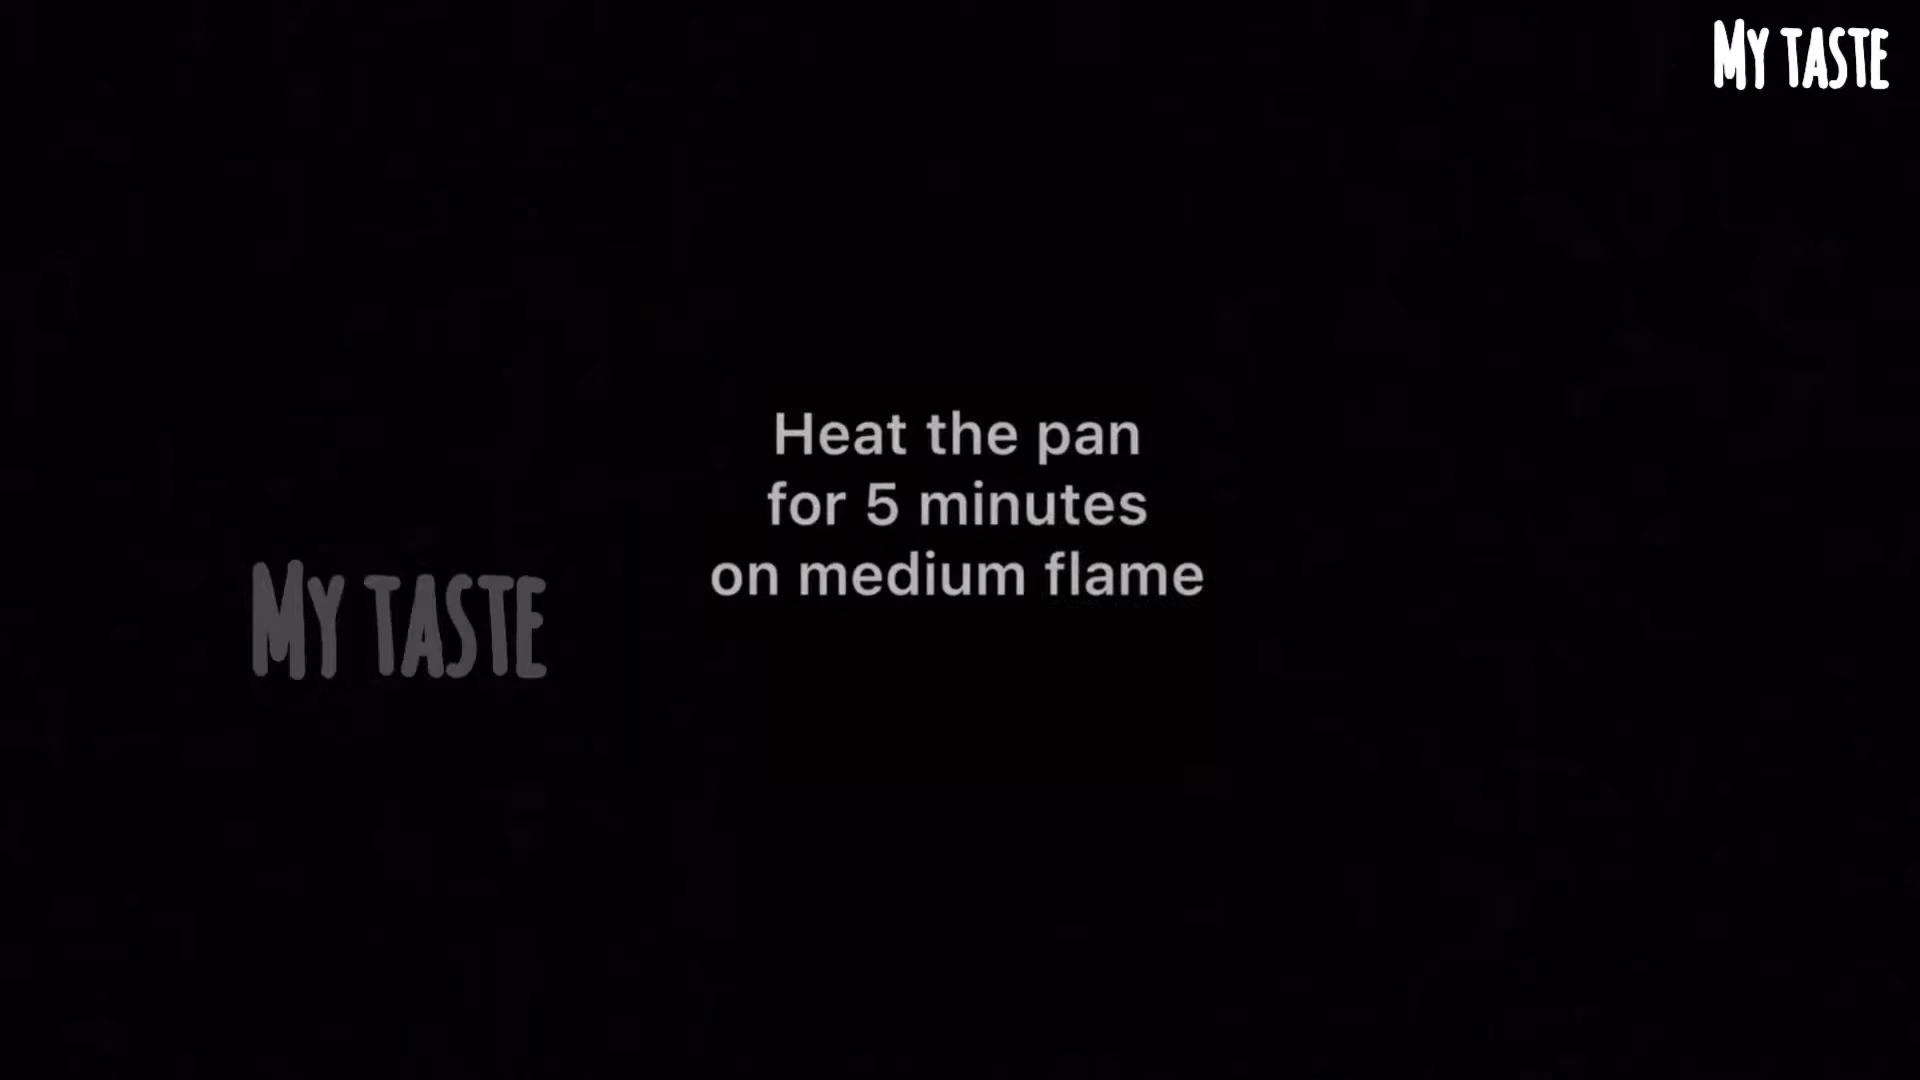 MY TASTE
Heat the pan
for 5 minutes
on medium flame
MY TASTE